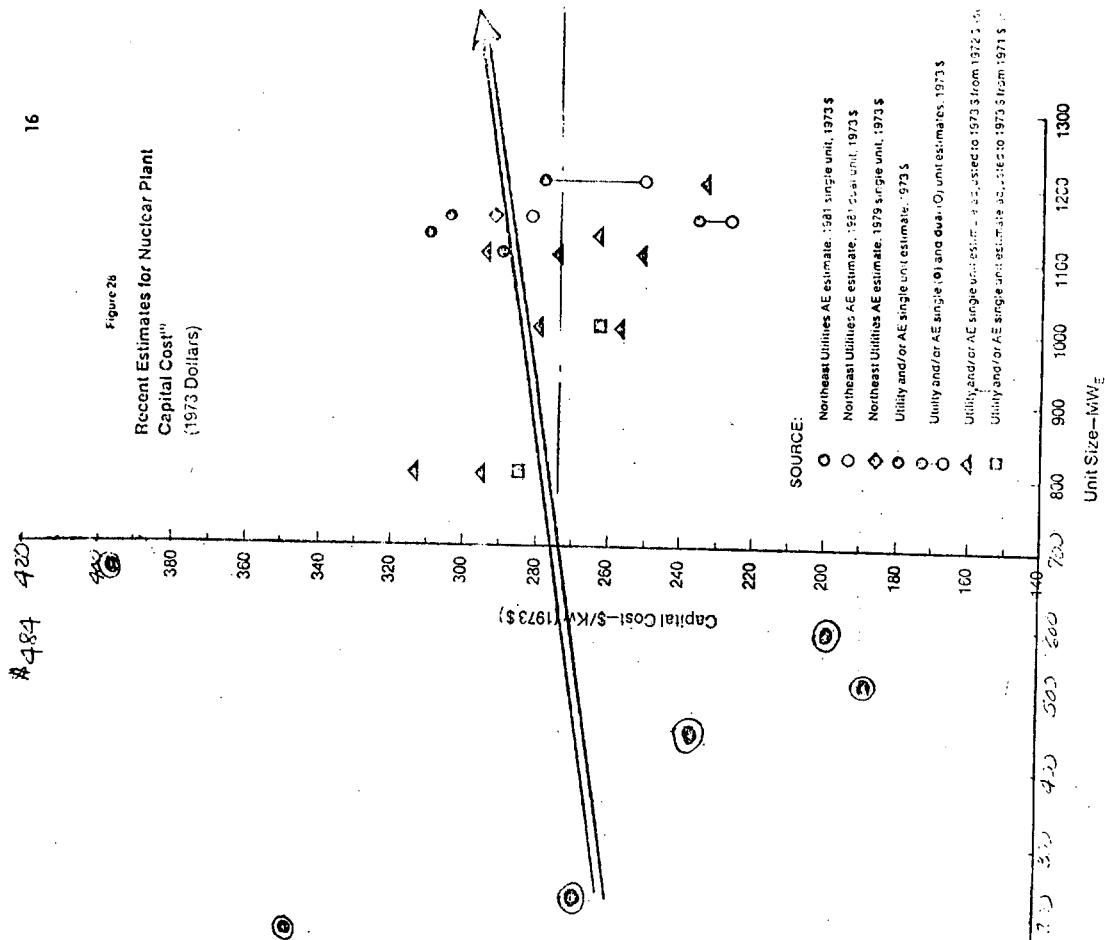 16
Figure 28
Recent Estimates for Nuclear Plant
Capital Cost(1)
(1973 Dollars)
#484
420
400
380
360
340
320
300
280
260
240
220
200
180
160
140
Capital Cost—$/Kv (1973 $)
200 300 400 500 600 700 800 900 1000 1100 1200 1300
Unit Size—MWE
SOURCE:
Northeast Utilities AE estimate, 1981 single unit, 1973 $
Northeast Utilities AE estimate, 1981 dual unit, 1973 $
Northeast Utilities AE estimate, 1979 single unit, 1973 $
Utility and/or AE single unit estimate, 1973 $
Utility and/or AE single (O) and dual (O) unit estimates, 1973 $
Utility and/or AE single unit estimate adjusted to 1973 $ from 1972 $
Utility and/or AE single unit estimate adjusted to 1973 $ from 1971 $